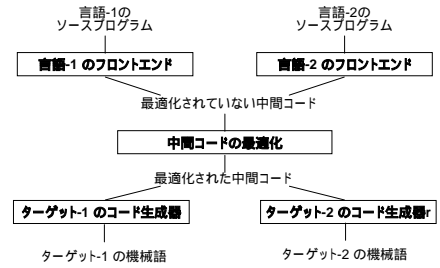 言語-1の
ソースプログラム
言語-2の
ソースプログラム
言語-1 のフロントエンド
言語-2 のフロントエンド
最適化されていない中間コード
中間コードの最適化
最適化された中間コード
ターゲット-1 のコード生成器
ターゲット-2 のコード生成器r
ターゲット-1 の機械語
ターゲット-2 の機械語